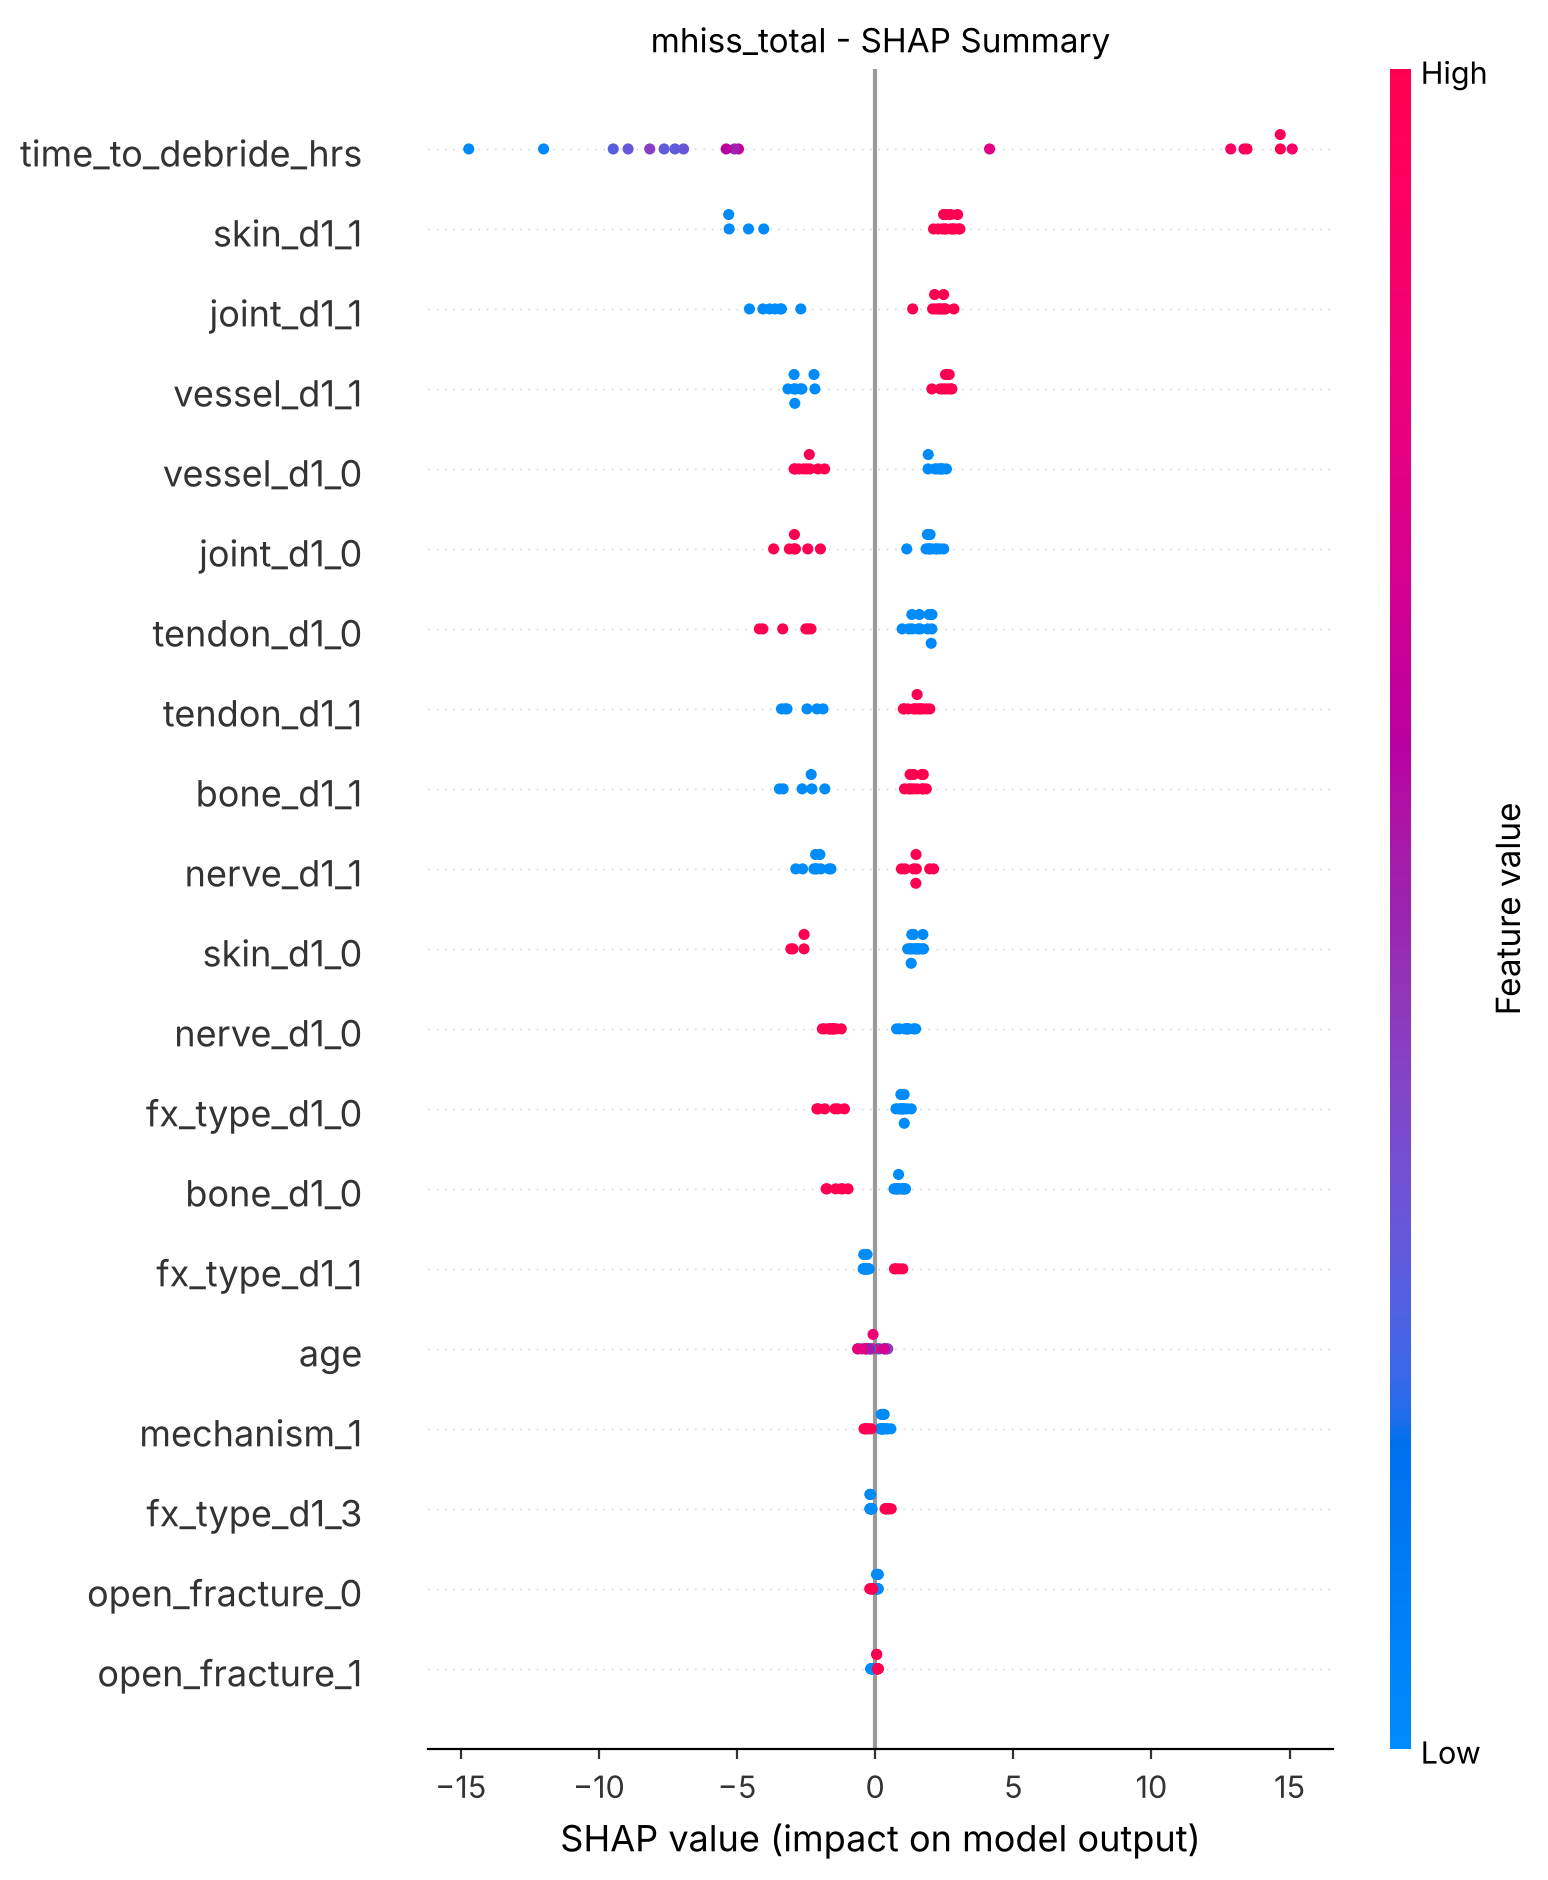 mhiss_total - SHAP Summary
High
time_to_debride_hrs
skin_d1_1
joint_d1_1
vessel_d1_1
vessel_d1_0
joint_d1_0
tendon_d1_0
tendon_d1_1
bone_d1_1
nerve_d1_1
skin_d1_0
nerve_d1_0
fx_type_d1_0
bone_d1_0
fx_type_d1_1
age
mechanism_1
fx_type_d1_3
open_fracture_0
open_fracture_1
Feature value
Low
−15 −10 −5 0 5 10 15
SHAP value (impact on model output)